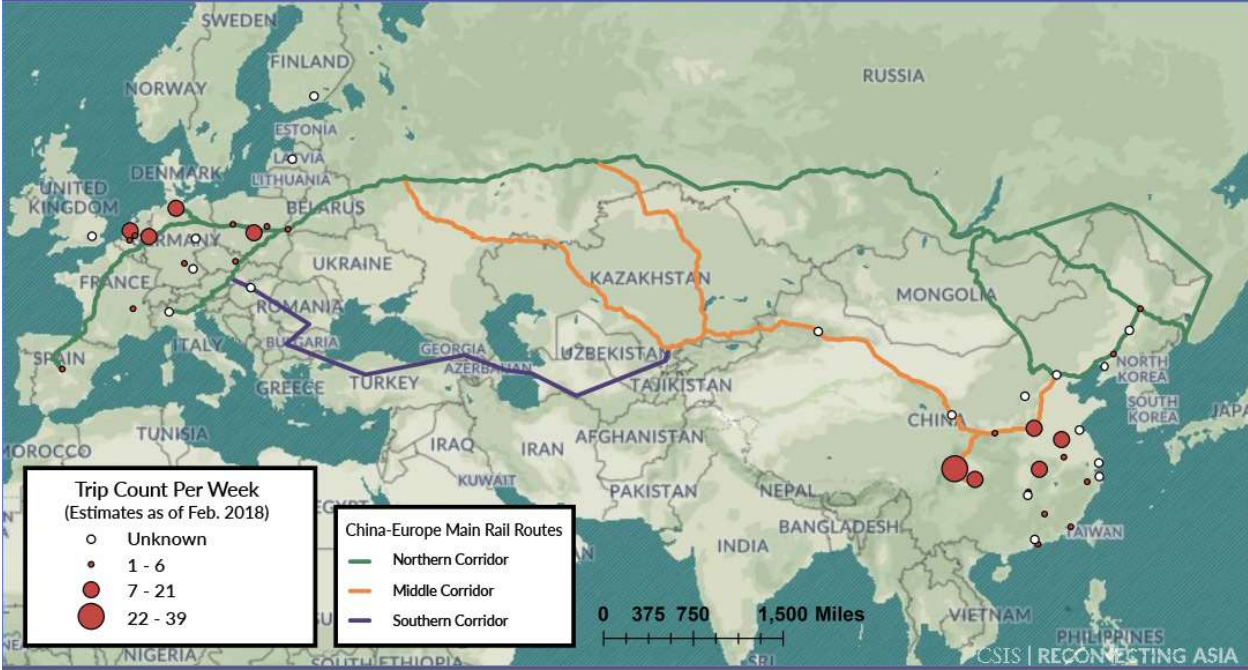 SWEDEN
FINLAND
NORWAY
RUSSIA
ESTONIA
LATVIA
DENMARK
LITHUANIA
UNITED
KINGDOM
BELARUS
GERMANY
UKRAINE
FRANCE
KAZAKHSTAN
MONGOLIA
ROMANIA
ITALY
BULGARIA
GEORGIA
UZBEKISTAN
SPAIN
NORTH
KOREA
AZERBAIJAN
GREECE
TURKEY
TAJIKISTAN
SOUTH
KOREA
CHINA
TUNISIA
MOROCCO
IRAQ
IRAN
AFGHANISTAN
KUWAIT
PAKISTAN
NEPAL
BANGLADESH
INDIA
TAIWAN
VIETNAM
PHILIPPINES
NIGERIA
SOUTH
ETHIOPIA
Trip Count Per Week
(Estimates as of Feb. 2018)
Unknown
1 - 6
7 - 21
22 - 39
China-Europe Main Rail Routes
Northern Corridor
Middle Corridor
Southern Corridor
0 375 750 1,500 Miles
CSIS | RECONNECTING ASIA